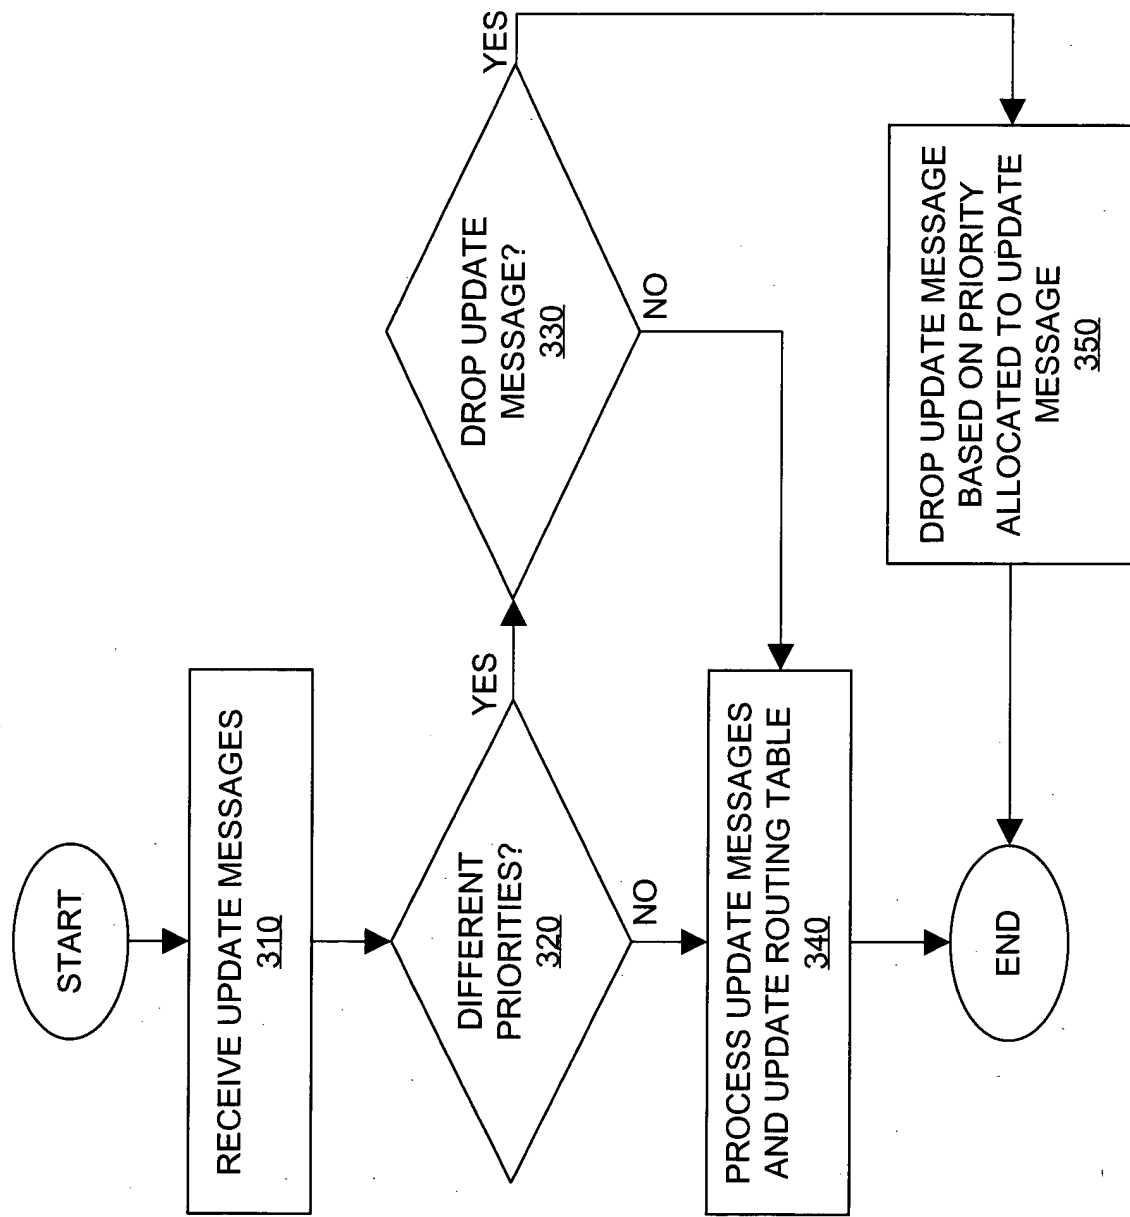 START
RECEIVE UPDATE MESSAGES
310
DIFFERENT
PRIORITIES?
320
YES
NO
DROP UPDATE
MESSAGE?
330
YES
NO
PROCESS UPDATE MESSAGES
AND UPDATE ROUTING TABLE
340
DROP UPDATE MESSAGE
BASED ON PRIORITY
ALLOCATED TO UPDATE
MESSAGE
350
END